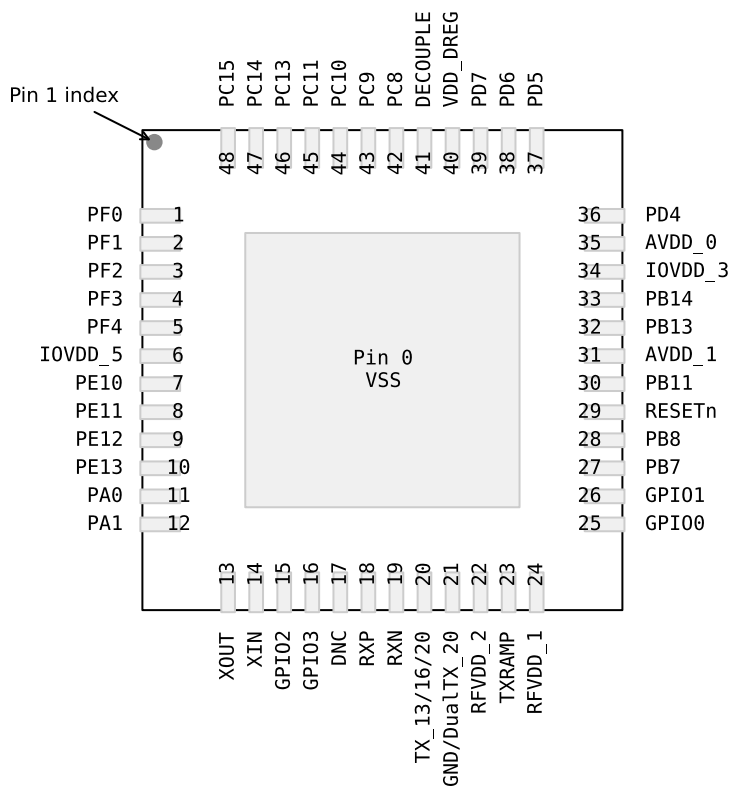 PC15
PC14
PC13
PC11
PC10
PC9
PC8
DECOUPLE
VDD_DREG
PD7
PD6
PD5
Pin 1 index
48
47
46
45
44
43
42
41
40
39
38
37
PF0 1
PF1 2
PF2 3
PF3 4
PF4 5
IOVDD_5 6
PE10 7
PE11 8
PE12 9
PE13 10
PA0 11
PA1 12
Pin 0
VSS
36 PD4
35 AVDD_0
34 IOVDD_3
33 PB14
32 PB13
31 AVDD_1
30 PB11
29 RESETn
28 PB8
27 PB7
26 GPIO1
25 GPIO0
13
14
15
16
17
18
19
20
21
22
23
24
XOUT
XIN
GPIO2
GPIO3
DNC
RXP
RXN
TX_13/16/20
GND/DualTX_20
RFVDD_2
TXRAMP
RFVDD_1